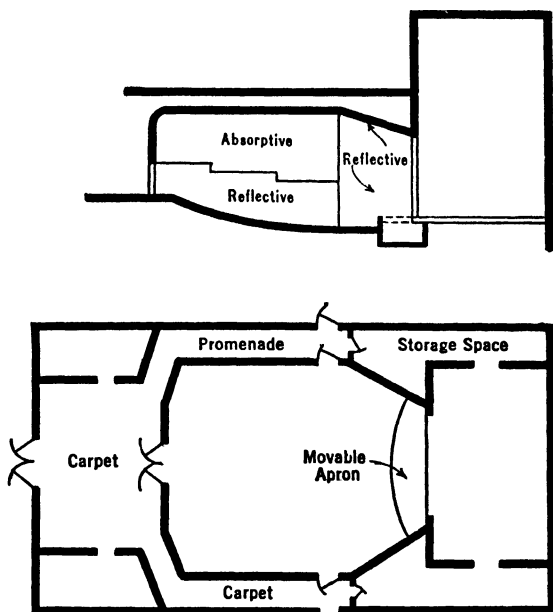 Absorptive
Reflective
Reflective
Promenade
Storage Space
Carpet
Movable
Apron
Carpet